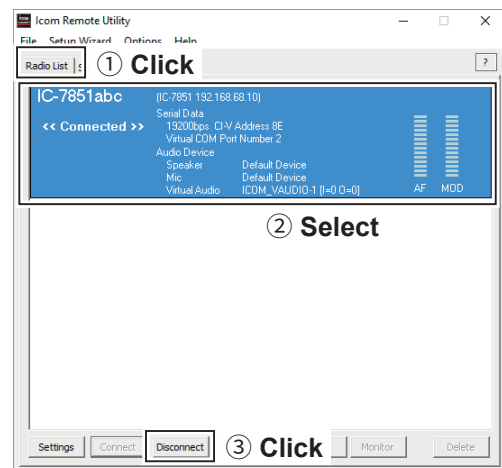 Icom Remote Utility
File Setup Wizard Options Help
Radio List
① Click
?
IC-7851abc (IC-7851 192.168.68.10)
<< Connected >>
Serial Data
19200bps CI-V Address 8E
Virtual COM Port Number 2
Audio Device
Speaker Default Device
Mic Default Device
Virtual Audio ICOM_VAUDIO-1 [I=0 O=0]
AF MOD
② Select
Settings Connect Disconnect ③ Click Monitor Delete